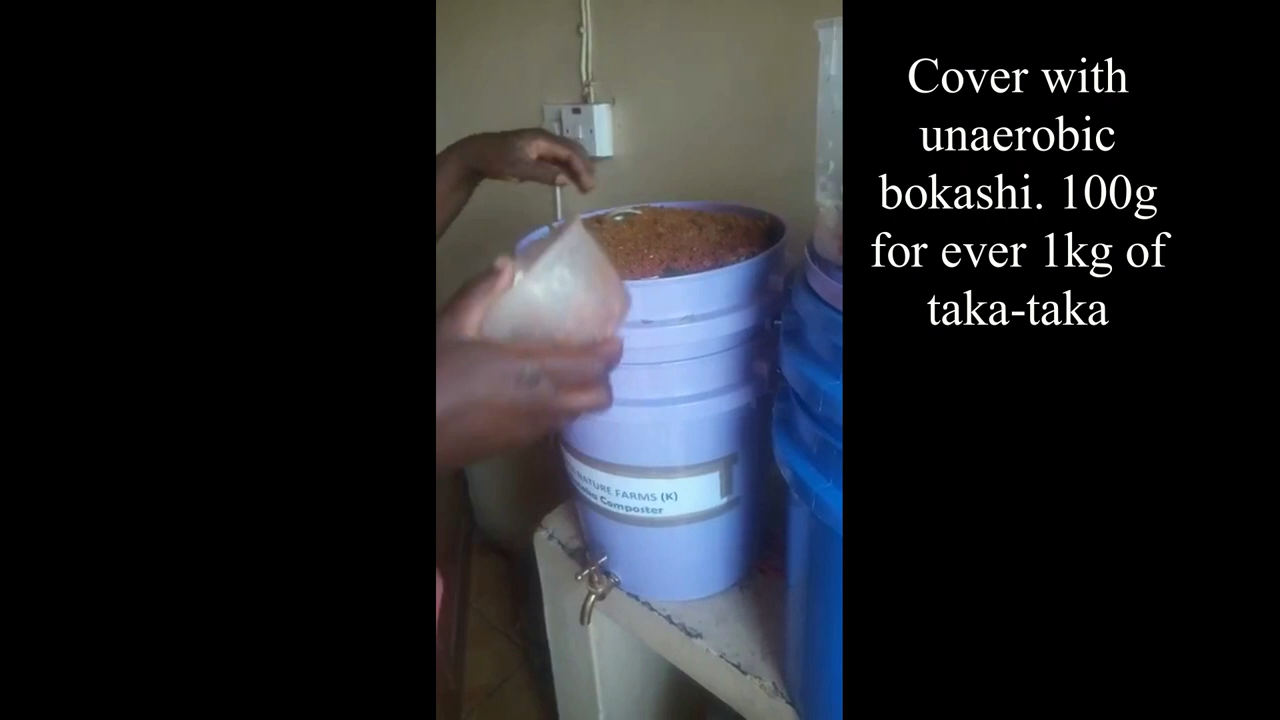 Cover with
unaerobic
bokashi. 100g
for ever 1kg of
taka-taka
NATURE FARMS (K)
Composter